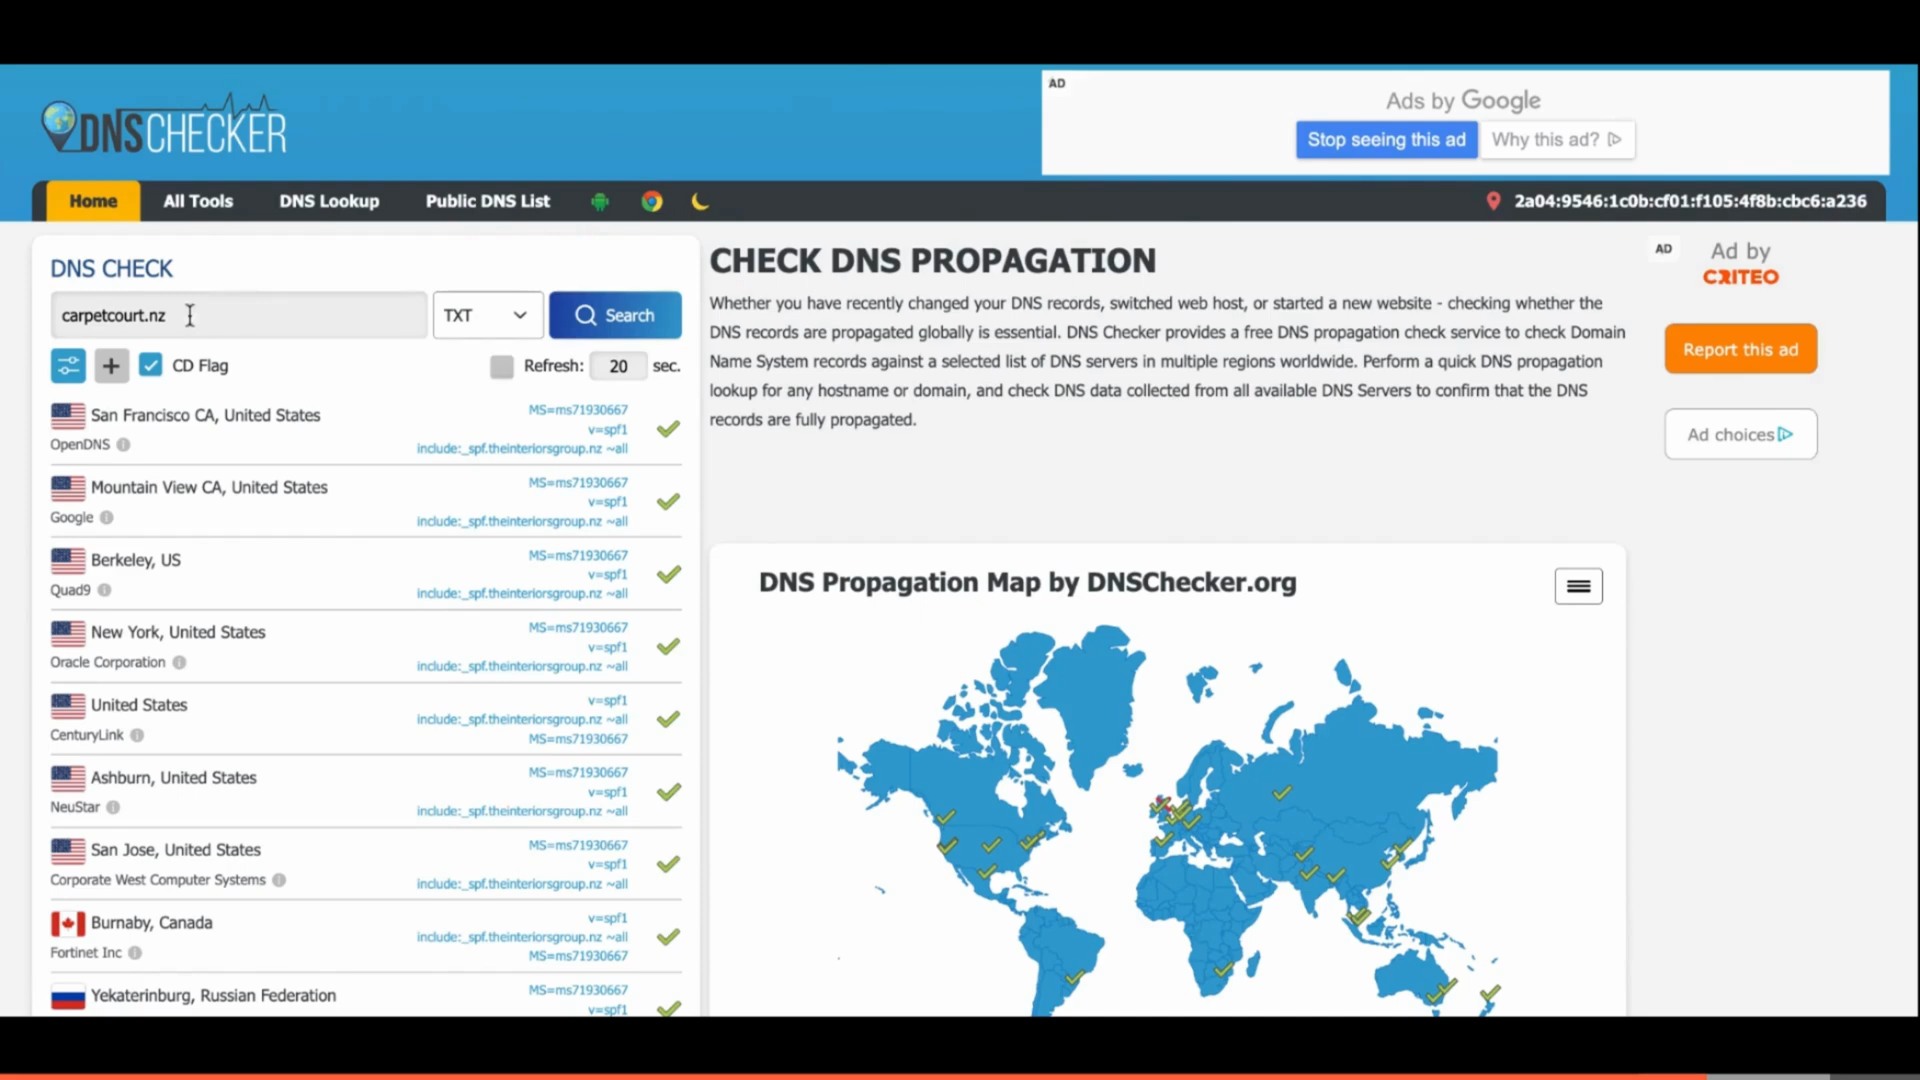 DNSCHECKER
AD
Ads by Google
Stop seeing this ad
Why this ad?
Home
All Tools
DNS Lookup
Public DNS List
2a04:9546:1c0b:cf01:f105:4f8b:cbc6:a236
DNS CHECK
carpetcourt.nz
TXT
Search
CD Flag
Refresh: 20 sec.
San Francisco CA, United States
OpenDNS
MS=ms71930667
v=spf1
include:_spf.theinteriorsgroup.nz ~all
Mountain View CA, United States
Google
MS=ms71930667
v=spf1
include:_spf.theinteriorsgroup.nz ~all
Berkeley, US
Quad9
MS=ms71930667
v=spf1
include:_spf.theinteriorsgroup.nz ~all
New York, United States
Oracle Corporation
MS=ms71930667
v=spf1
include:_spf.theinteriorsgroup.nz ~all
United States
CenturyLink
v=spf1
include:_spf.theinteriorsgroup.nz ~all
MS=ms71930667
Ashburn, United States
NeuStar
MS=ms71930667
v=spf1
include:_spf.theinteriorsgroup.nz ~all
San Jose, United States
Corporate West Computer Systems
MS=ms71930667
v=spf1
include:_spf.theinteriorsgroup.nz ~all
Burnaby, Canada
Fortinet Inc
v=spf1
include:_spf.theinteriorsgroup.nz ~all
MS=ms71930667
Yekaterinburg, Russian Federation
MS=ms71930667
v=spf1
CHECK DNS PROPAGATION
Whether you have recently changed your DNS records, switched web host, or started a new website - checking whether the
DNS records are propagated globally is essential. DNS Checker provides a free DNS propagation check service to check Domain
Name System records against a selected list of DNS servers in multiple regions worldwide. Perform a quick DNS propagation
lookup for any hostname or domain, and check DNS data collected from all available DNS Servers to confirm that the DNS
records are fully propagated.
DNS Propagation Map by DNSChecker.org
AD
Ad by
CRITEO
Report this ad
Ad choices